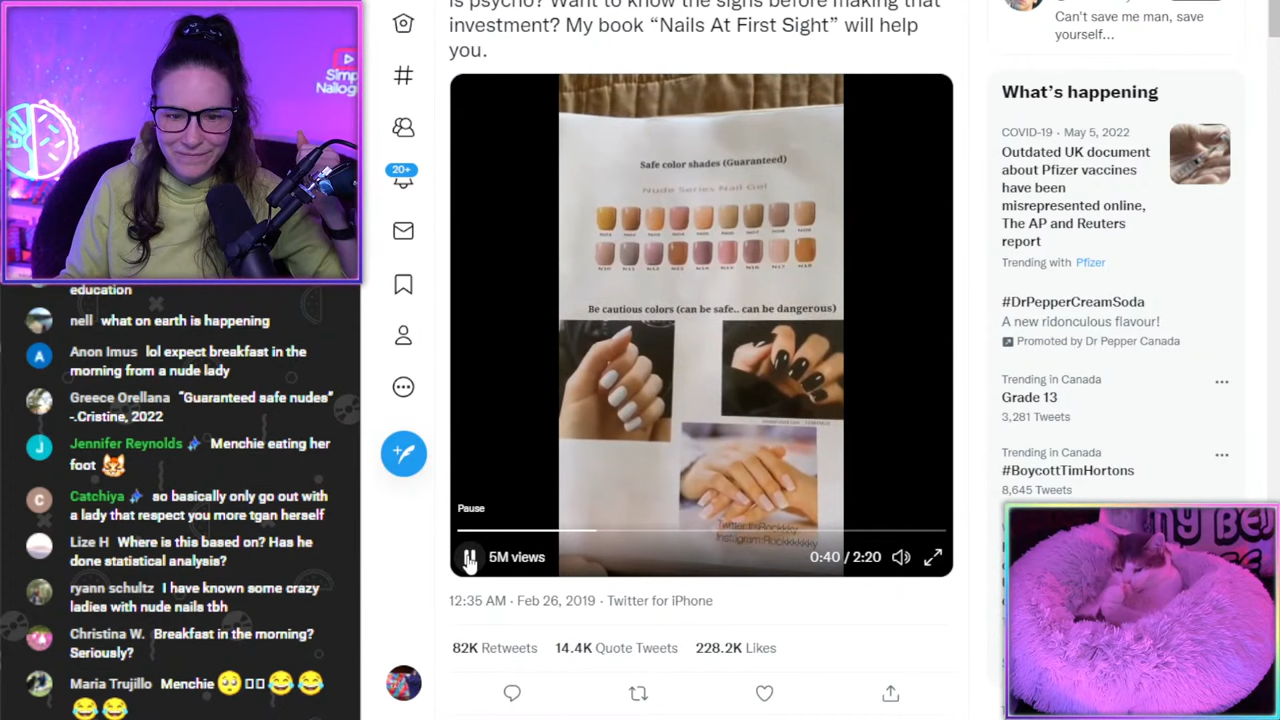 Simp
Nailog
education
nell what on earth is happening
Anon Imus lol expect breakfast in the
morning from a nude lady
Greece Orellana “Guaranteed safe nudes”
-.Cristine, 2022
Jennifer Reynolds Menchie eating her
foot
Catchiya so basically only go out with
a lady that respect you more tgan herself
Lize H Where is this based on? Has he
done statistical analysis?
ryann schultz I have known some crazy
ladies with nude nails tbh
Christina W. Breakfast in the morning?
Seriously?
Maria Trujillo Menchie
20+
is psycho? Want to know the signs before making that
investment? My book “Nails At First Sight” will help
you.
Safe color shades (Guaranteed)
Nude Series Nail Gel
Be cautious colors (can be safe.. can be dangerous)
Pause
5M views
0:40 / 2:20
12:35 AM · Feb 26, 2019 · Twitter for iPhone
82K Retweets 14.4K Quote Tweets 228.2K Likes
Can't save me man, save
yourself...
What’s happening
COVID-19 · May 5, 2022
Outdated UK document
about Pfizer vaccines
have been
misrepresented online,
The AP and Reuters
report
Trending with Pfizer
#DrPepperCreamSoda
A new ridonculous flavour!
Promoted by Dr Pepper Canada
Trending in Canada
Grade 13
3,281 Tweets
Trending in Canada
#BoycottTimHortons
8,645 Tweets